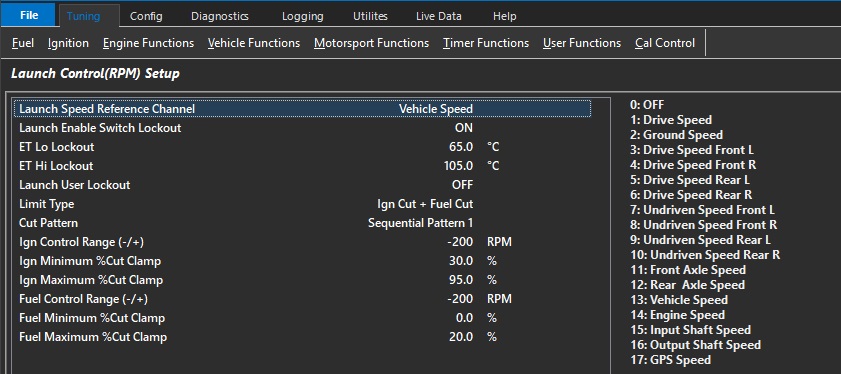 File Tuning Config Diagnostics Logging Utilites Live Data Help
Fuel Ignition Engine Functions Vehicle Functions Motorsport Functions Timer Functions User Functions Cal Control
Launch Control(RPM) Setup
Launch Speed Reference Channel Vehicle Speed
Launch Enable Switch Lockout ON
ET Lo Lockout 65.0 °C
ET Hi Lockout 105.0 °C
Launch User Lockout OFF
Limit Type Ign Cut + Fuel Cut
Cut Pattern Sequential Pattern 1
Ign Control Range (-/+) -200 RPM
Ign Minimum %Cut Clamp 30.0 %
Ign Maximum %Cut Clamp 95.0 %
Fuel Control Range (-/+) -200 RPM
Fuel Minimum %Cut Clamp 0.0 %
Fuel Maximum %Cut Clamp 20.0 %
0: OFF
1: Drive Speed
2: Ground Speed
3: Drive Speed Front L
4: Drive Speed Front R
5: Drive Speed Rear L
6: Drive Speed Rear R
7: Undriven Speed Front L
8: Undriven Speed Front R
9: Undriven Speed Rear L
10: Undriven Speed Rear R
11: Front Axle Speed
12: Rear  Axle Speed
13: Vehicle Speed
14: Engine Speed
15: Input Shaft Speed
16: Output Shaft Speed
17: GPS Speed